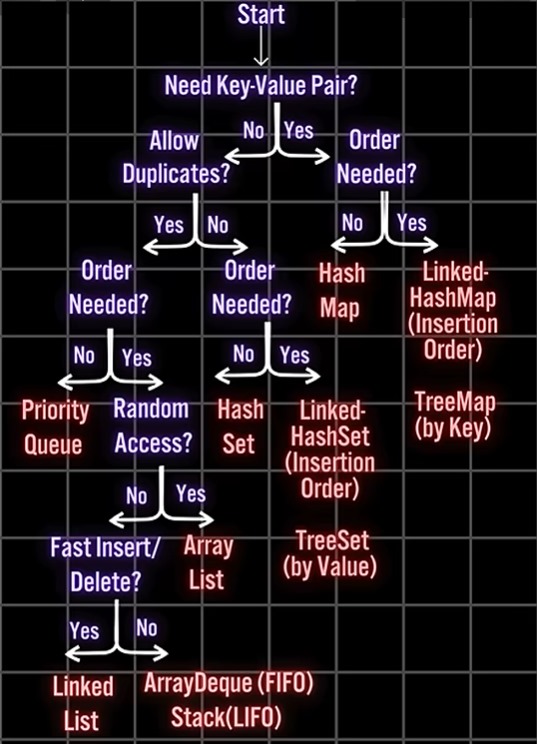 Start
Need Key-Value Pair?
No Yes
Allow
Duplicates?
Order
Needed?
Yes No
No Yes
Order
Needed?
Order
Needed?
Hash
Map
Linked-
HashMap
(Insertion
Order)
TreeMap
(by Key)
No Yes
No Yes
Priority
Queue
Random
Access?
Hash
Set
Linked-
HashSet
(Insertion
Order)
TreeSet
(by Value)
No Yes
Fast Insert/
Delete?
Array
List
Yes No
Linked
List
ArrayDeque (FIFO)
Stack(LIFO)